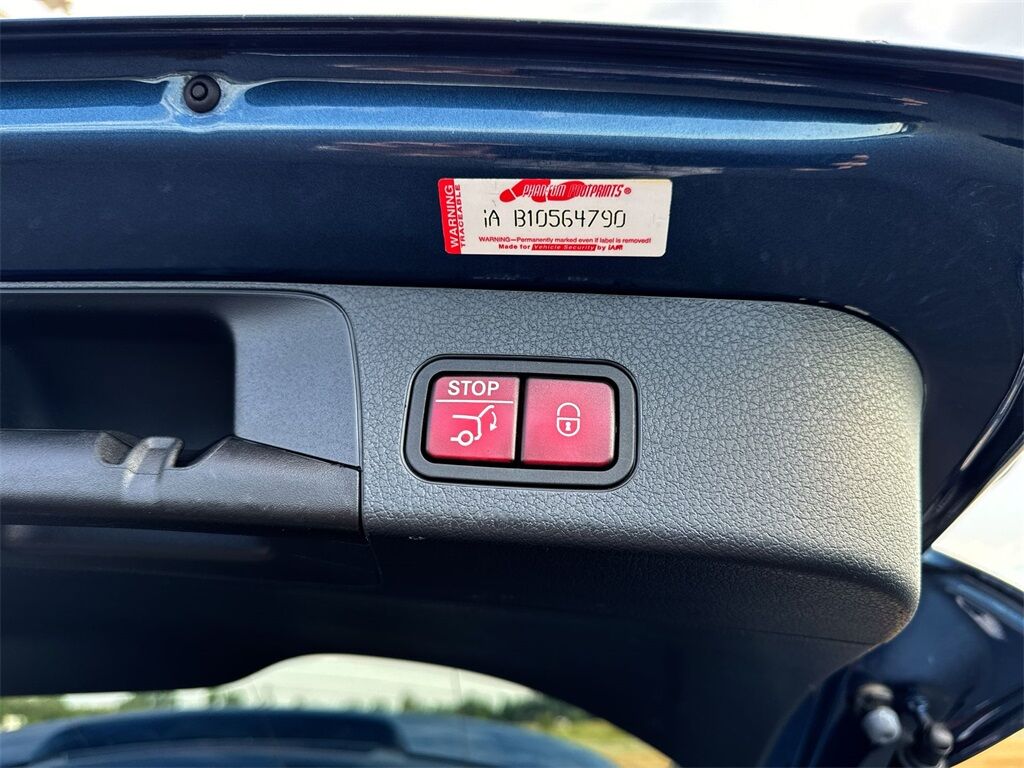 WARNING
TRACEABLE
PHANTOM FOOTPRINTS®
iA B10564790
WARNING—Permanently marked even if label is removed!
Made for Vehicle Security by IAM
STOP